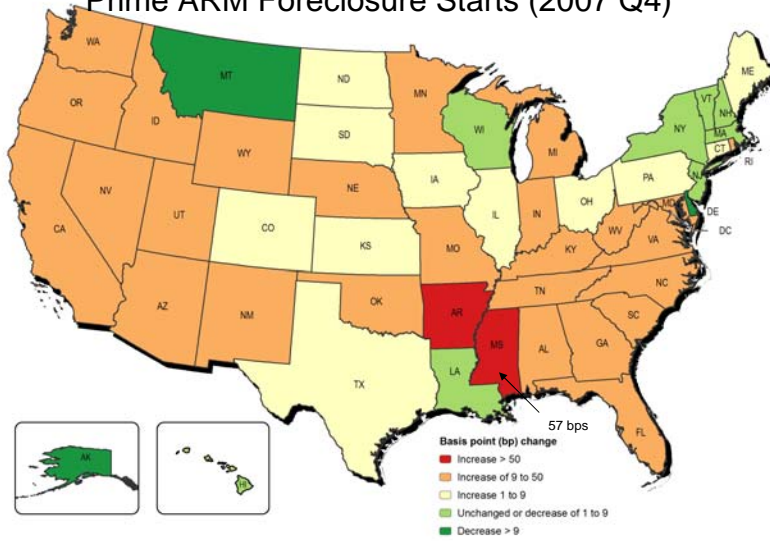 Prime ARM Foreclosure Starts (2007 Q4)
WA
MT
ND
MN
ME
OR
ID
SD
WI
VT
NH
NY
MA
CT
RI
WY
MI
IA
NE
PA
NJ
NV
UT
CO
IL
IN
OH
MD
DE
DC
CA
KS
MO
KY
WV
VA
AZ
NM
OK
AR
TN
NC
SC
MS
AL
GA
TX
LA
FL
57 bps
AK
HI
Basis point (bp) change
Increase > 50
Increase of 9 to 50
Increase 1 to 9
Unchanged or decrease of 1 to 9
Decrease > 9